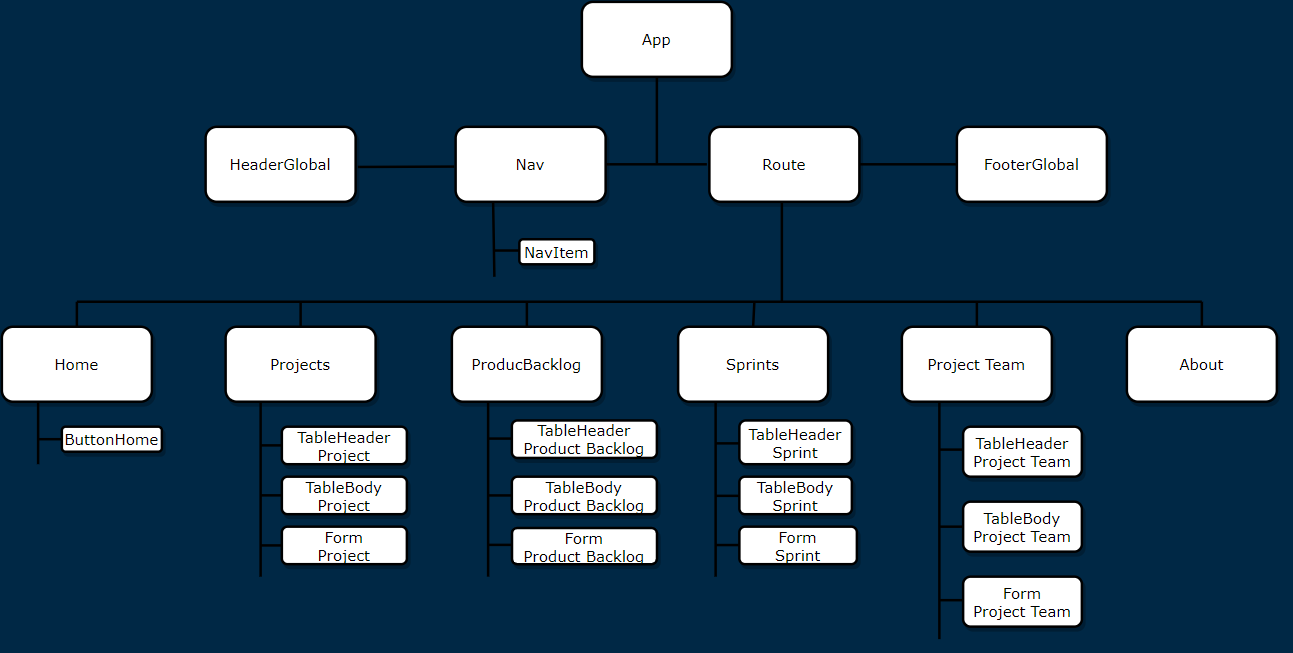 App
HeaderGlobal
Nav
Route
FooterGlobal
NavItem
Home
Projects
ProducBacklog
Sprints
Project Team
About
ButtonHome
TableHeader
Project
TableBody
Project
Form
Project
TableHeader
Product Backlog
TableBody
Product Backlog
Form
Product Backlog
TableHeader
Sprint
TableBody
Sprint
Form
Sprint
TableHeader
Project Team
TableBody
Project Team
Form
Project Team